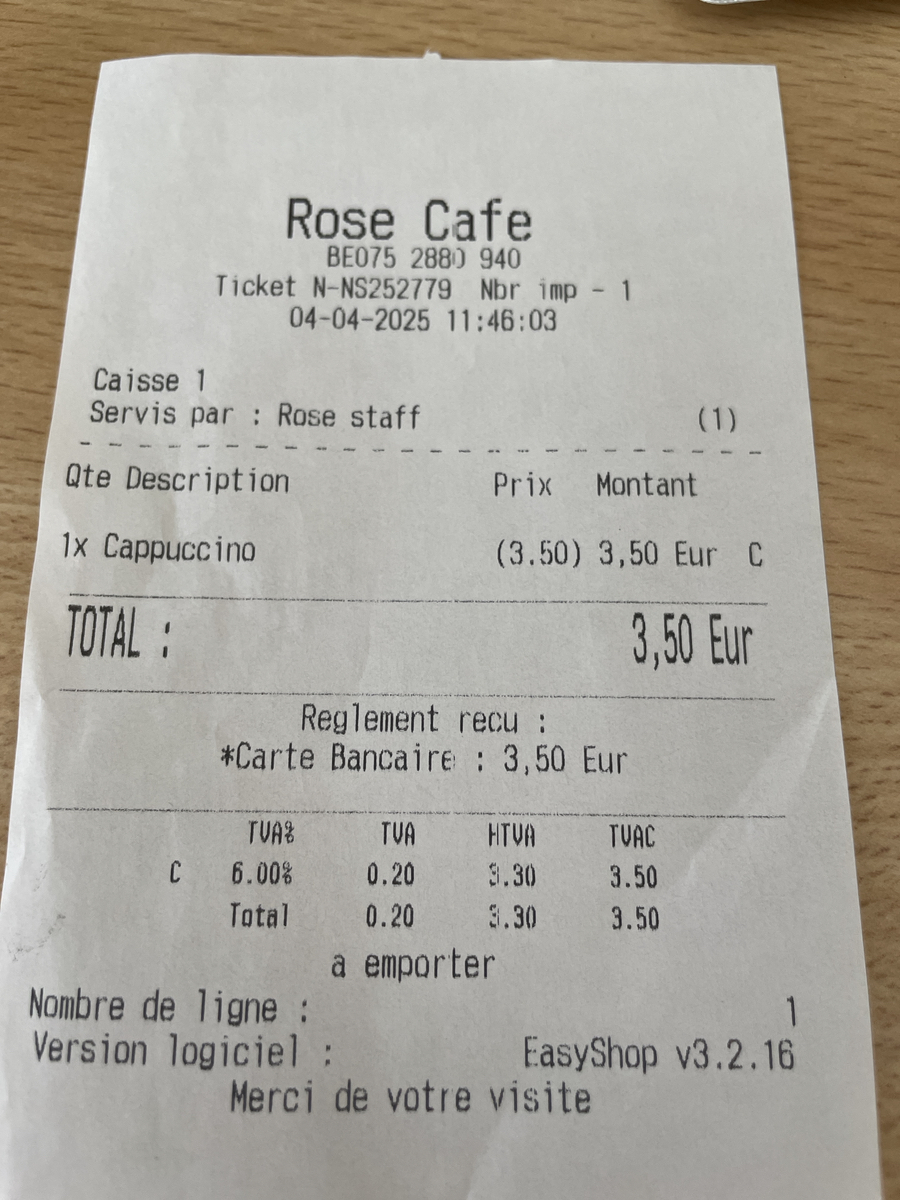 Rose Cafe
BE075 2880 940
Ticket N-NS252779 Nbr imp - 1
04-04-2025 11:46:03
Caisse 1
Servis par : Rose staff (1)
Qte Description Prix Montant
1x Cappuccino (3.50) 3,50 Eur C
TOTAL : 3,50 Eur
Reglement recu :
*Carte Bancaire : 3,50 Eur
TVA% TVA HTVA TVAC
C 6.00% 0.20 3.30 3.50
Total 0.20 3.30 3.50
a emporter
Nombre de ligne : 1
Version logiciel : EasyShop v3.2.16
Merci de votre visite